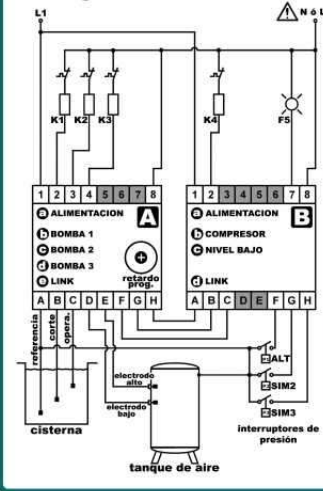 L1
N ó L
K1 K2 K3
K4
F5
1 2 3 4 5 6 7 8
1 2 3 4 5 6 7 8
a ALIMENTACION A
b BOMBA 1
c BOMBA 2
d BOMBA 3
e LINK
retardo
prog.
A B C D E F G H
a ALIMENTACION B
b COMPRESOR
c NIVEL BAJO
d LINK
A B C D E F G H
referencia
corte
opera.
electrodo
alto
electrodo
bajo
ALT
SIM2
SIM3
cisterna
interruptores de
presión
tanque de aire